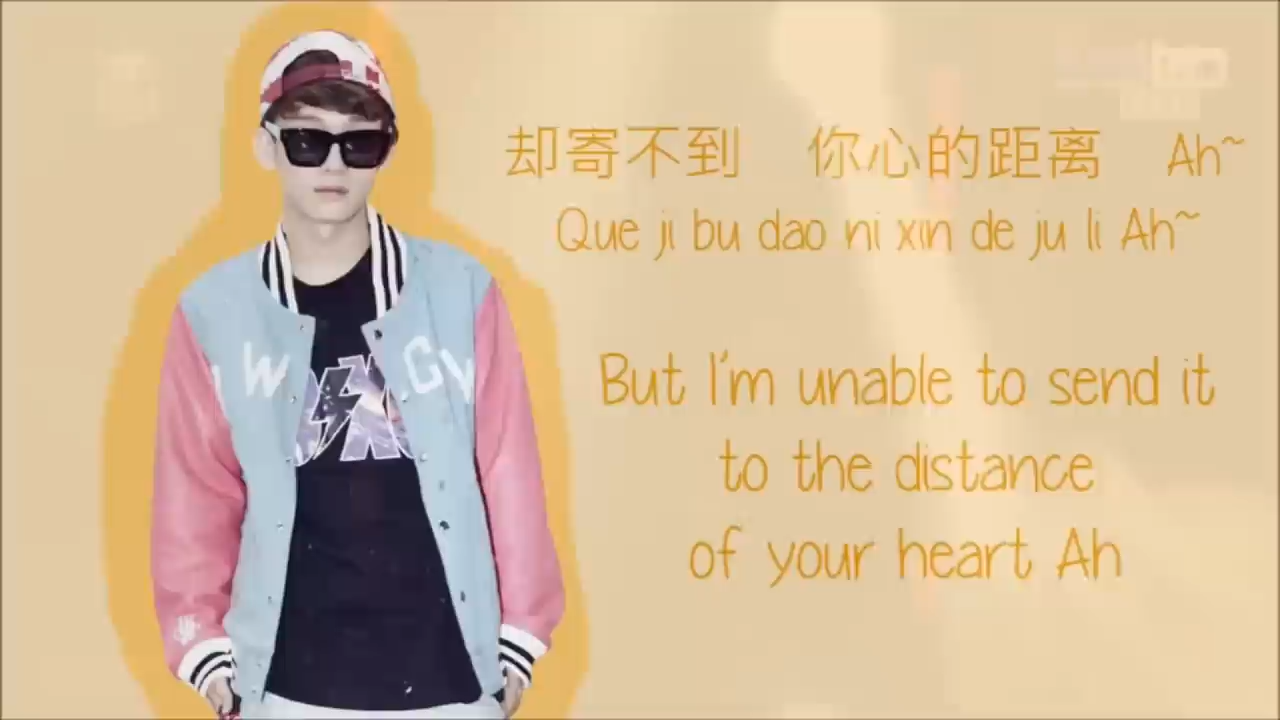 却寄不到 你心的距离 Ah~
Que ji bu dao ni xin de ju li Ah~
But I'm unable to send it
to the distance
of your heart Ah